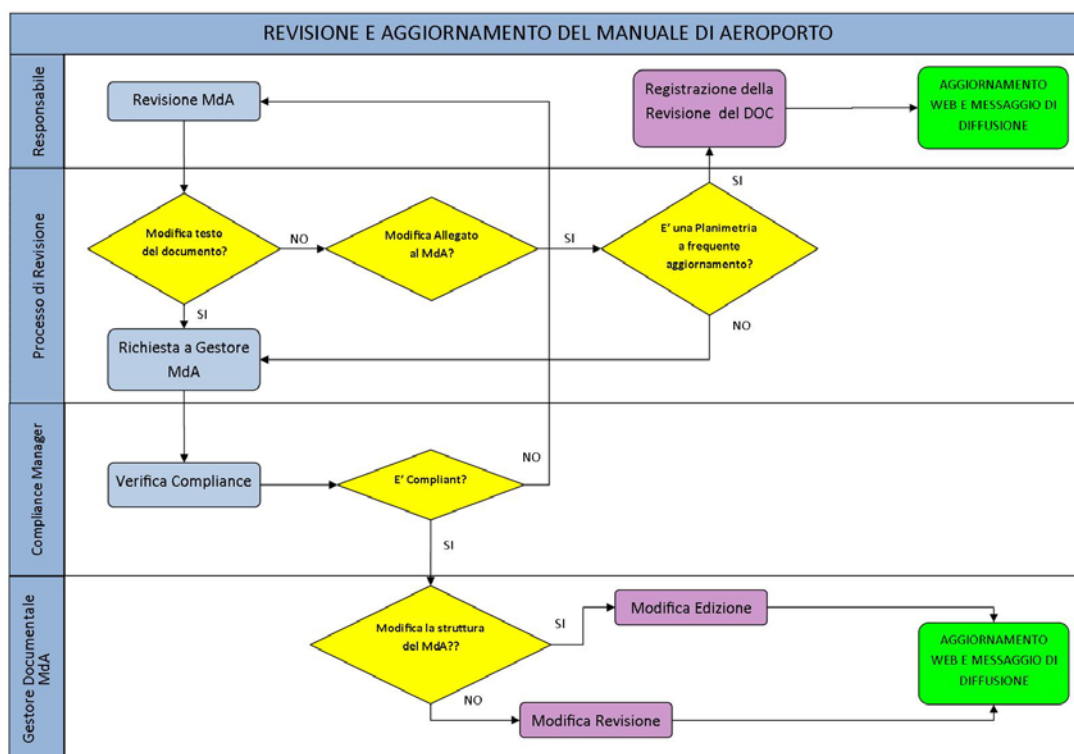 REVISIONE E AGGIORNAMENTO DEL MANUALE DI AEROPORTO
Responsabile
Revisione MdA
Registrazione della
Revisione del DOC
AGGIORNAMENTO
WEB E MESSAGGIO DI
DIFFUSIONE
SI
Processo di Revisione
Modifica testo
del documento?
NO
Modifica Allegato
al MdA?
SI
E' una Planimetria
a frequente
aggiornamento?
SI
NO
Richiesta a Gestore
MdA
Compliance Manager
Verifica Compliance
E' Compliant?
NO
SI
Gestore Documentale
MdA
Modifica la struttura
del MdA??
SI
Modifica Edizione
NO
Modifica Revisione
AGGIORNAMENTO
WEB E MESSAGGIO DI
DIFFUSIONE